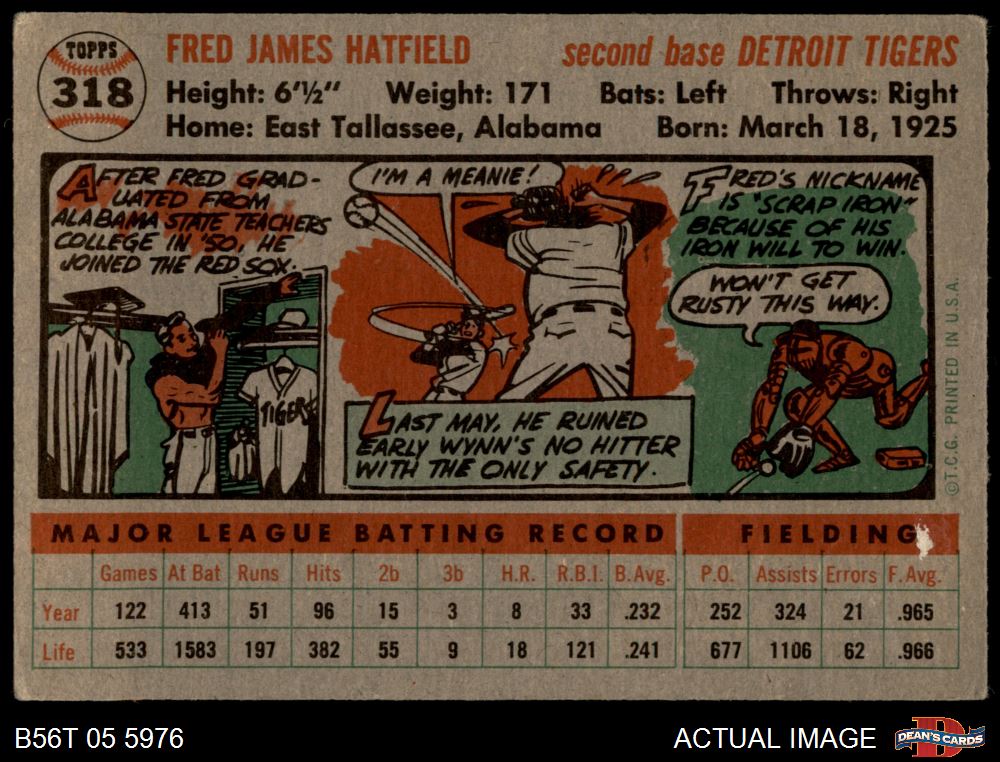 TOPPS
318
FRED JAMES HATFIELD
second base DETROIT TIGERS
Height: 6'½" Weight: 171 Bats: Left Throws: Right
Home: East Tallassee, Alabama Born: March 18, 1925
AFTER FRED GRAD-
UATED FROM
ALABAMA STATE TEACHERS
COLLEGE IN '50, HE
JOINED THE RED SOX.
TIGERS
I'M A MEANIE!
LAST MAY, HE RUINED
EARLY WYNN'S NO HITTER
WITH THE ONLY SAFETY.
FRED'S NICKNAME
IS "SCRAP IRON"
BECAUSE OF HIS
IRON WILL TO WIN.
WON'T GET
RUSTY THIS WAY.
©T.C.G. PRINTED IN U.S.A.
MAJOR LEAGUE BATTING RECORD FIELDING
Games At Bat Runs Hits 2b 3b H.R. R.B.I. B.Avg. P.O. Assists Errors F.Avg.
Year 122 413 51 96 15 3 8 33 .232 252 324 21 .965
Life 533 1583 197 382 55 9 18 121 .241 677 1106 62 .966
B56T 05 5976
ACTUAL IMAGE
DEAN'S CARDS